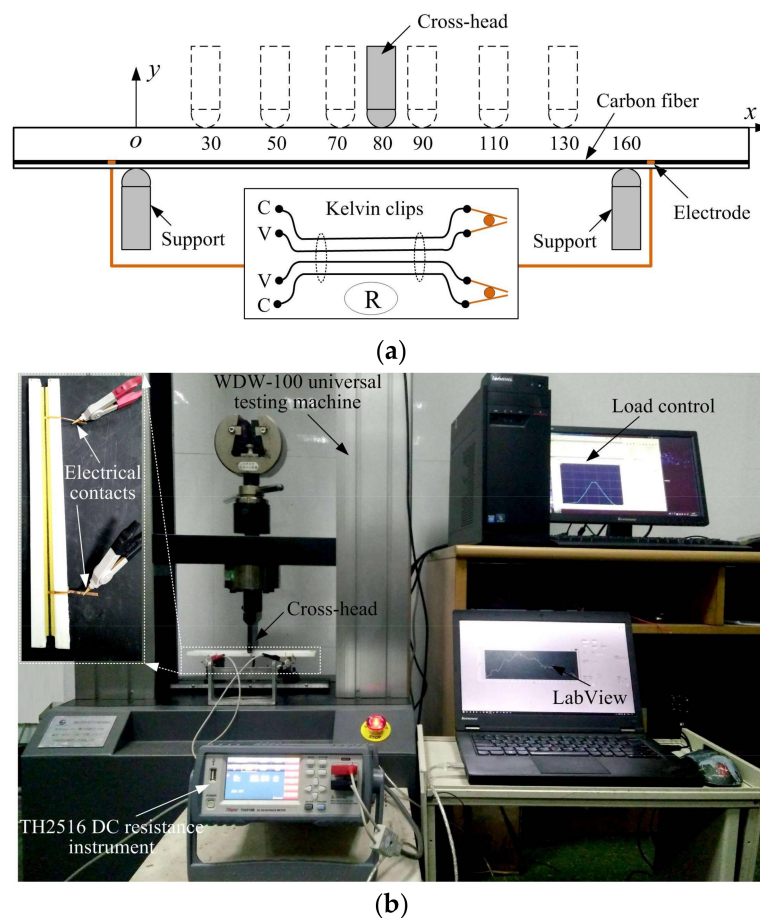 Cross-head
y
Carbon fiber
x
o 30 50 70 80 90 110 130 160
Kelvin clips
Electrode
C
V
Support
Support
V
C
R
(a)
WDW-100 universal
testing machine
Load control
Electrical
contacts
Cross-head
LabView
TH2516 DC resistance
instrument
(b)